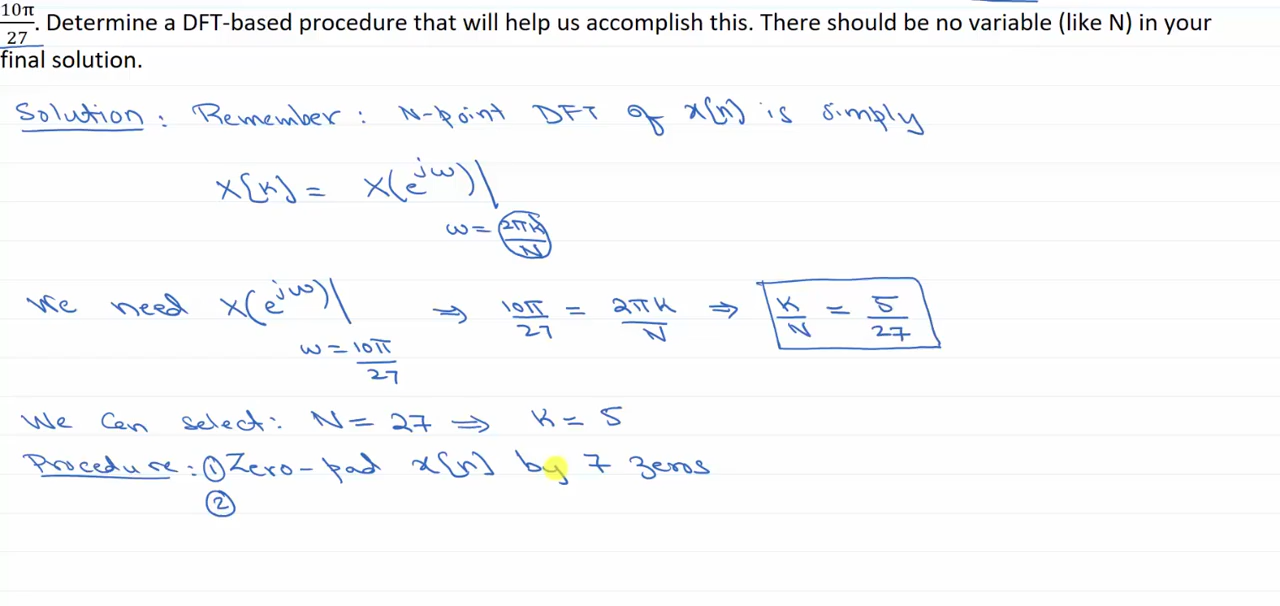 10π/27. Determine a DFT-based procedure that will help us accomplish this. There should be no variable (like N) in your
final solution.
Solution: Remember: N-point DFT of x[n] is simply
X[K] = X(e^jω)| ω = 2πK/N
We need X(e^jω)| ω = 10π/27 ⇒ 10π/27 = 2πK/N ⇒ K/N = 5/27
We can select: N = 27 ⇒ K = 5
Procedure: ① Zero-pad x[n] by 7 zeros
②